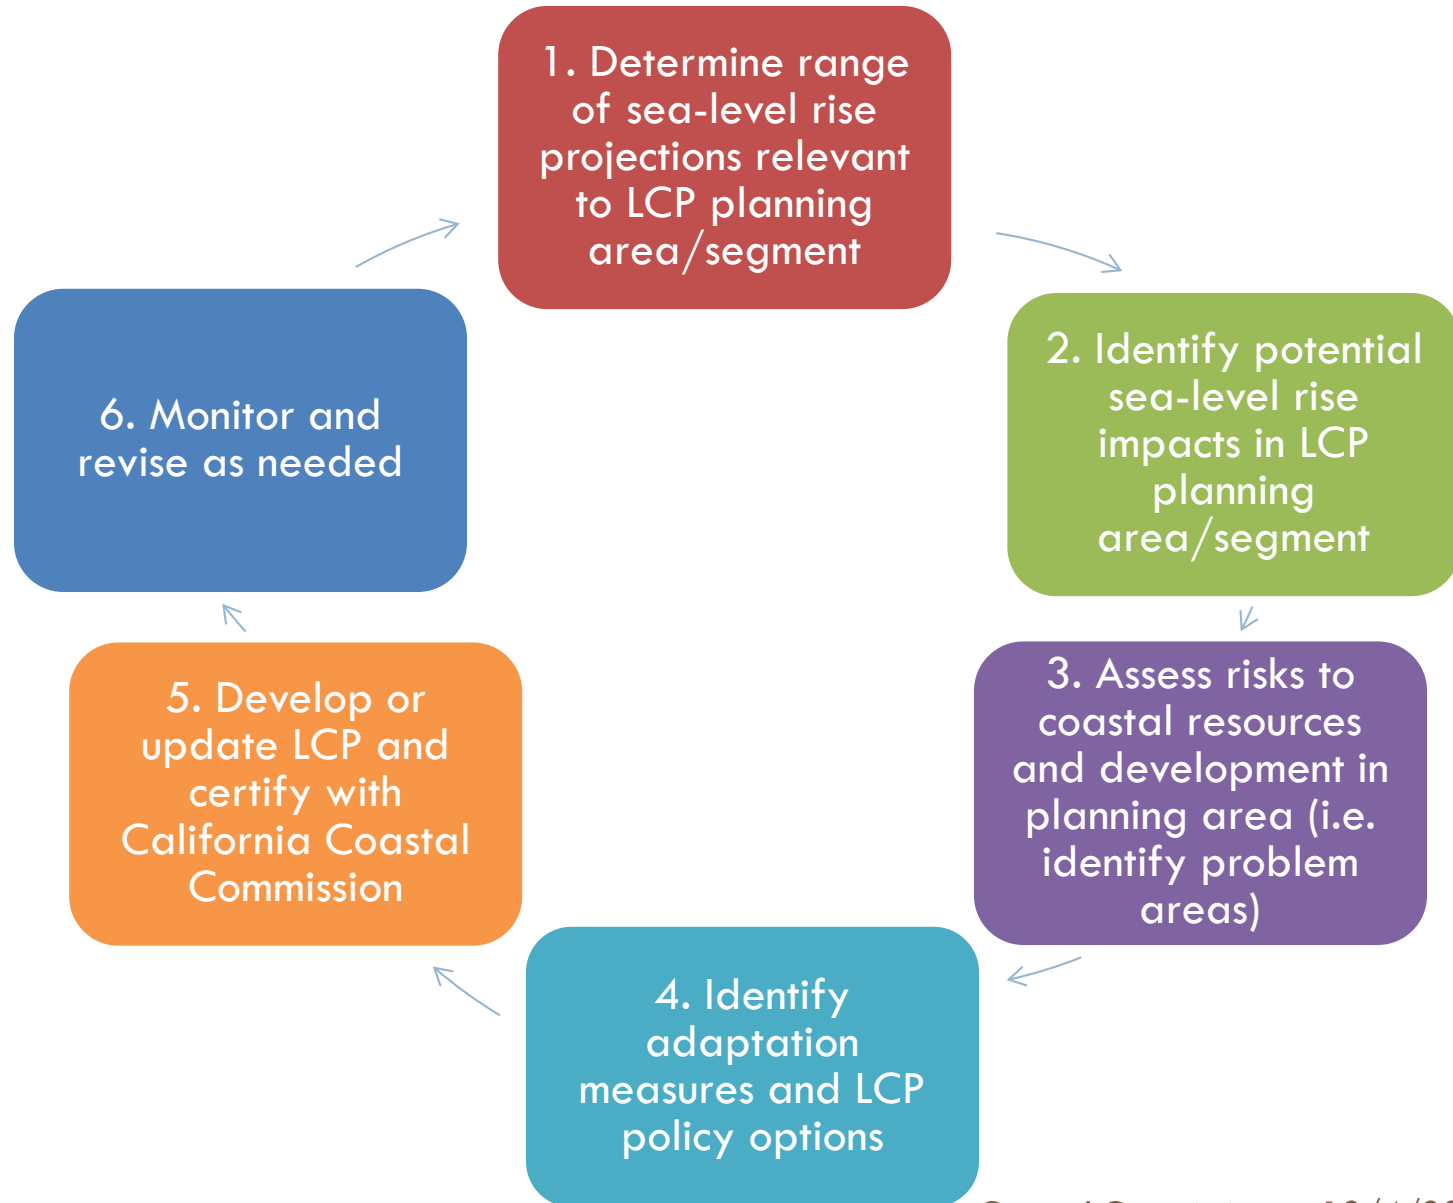 1. Determine range
of sea-level rise
projections relevant
to LCP planning
area/segment
2. Identify potential
sea-level rise
impacts in LCP
planning
area/segment
3. Assess risks to
coastal resources
and development in
planning area (i.e.
identify problem
areas)
4. Identify
adaptation
measures and LCP
policy options
5. Develop or
update LCP and
certify with
California Coastal
Commission
6. Monitor and
revise as needed